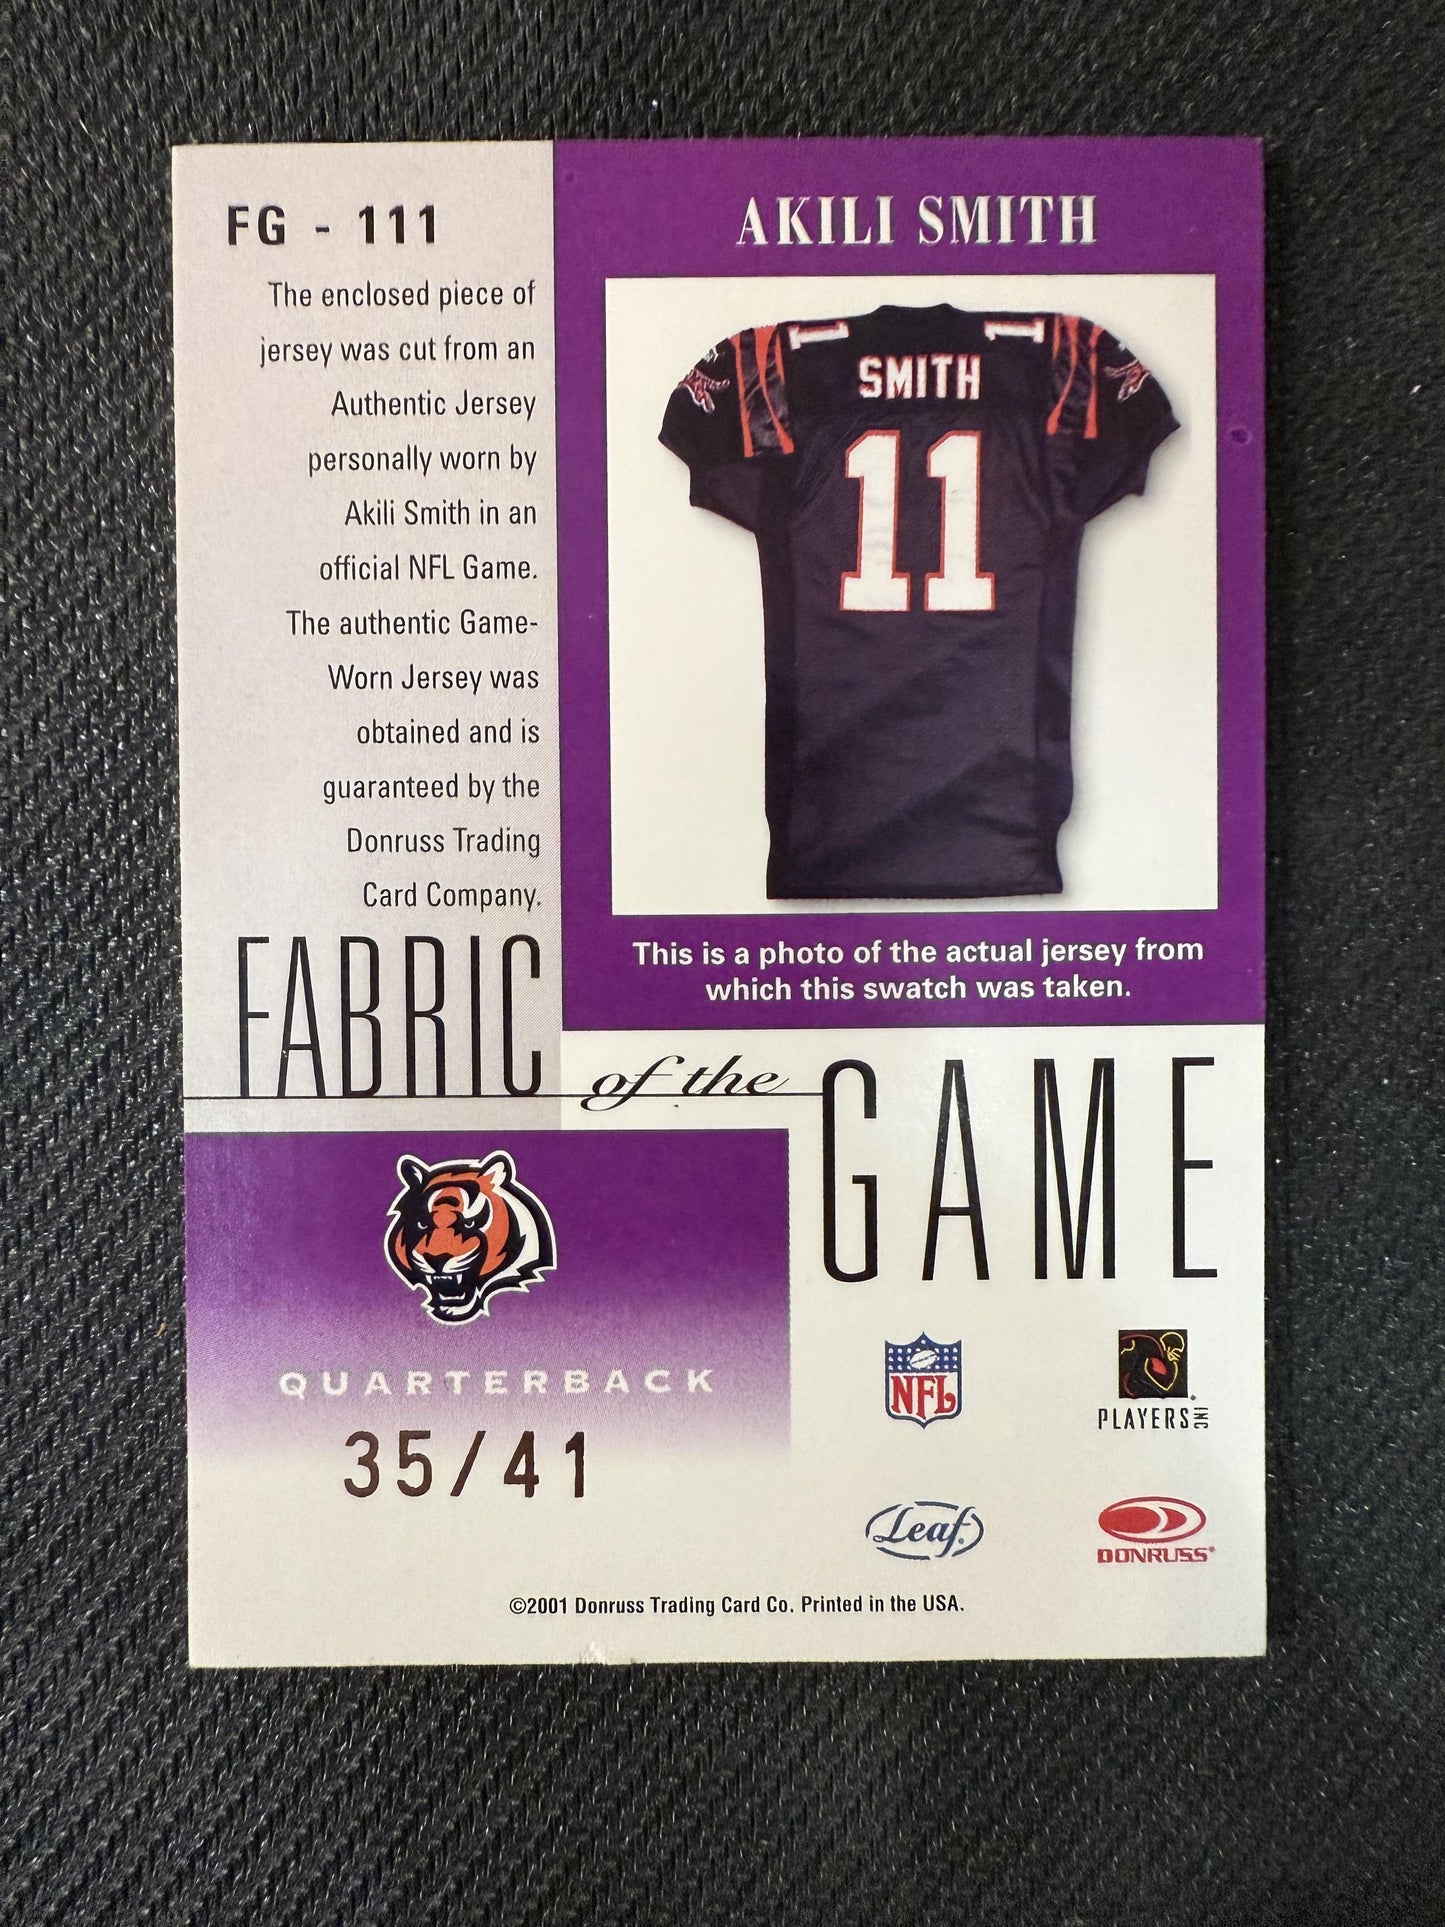 FG - 111
The enclosed piece of
jersey was cut from an
Authentic Jersey
personally worn by
Akili Smith in an
official NFL Game.
The authentic Game-
Worn Jersey was
obtained and is
guaranteed by the
Donruss Trading
Card Company.
AKILI SMITH
11
11
SMITH
11
This is a photo of the actual jersey from
which this swatch was taken.
FABRIC of the GAME
QUARTERBACK
35/41
NFL
PLAYERS INC
Leaf
DONRUSS
©2001 Donruss Trading Card Co. Printed in the USA.